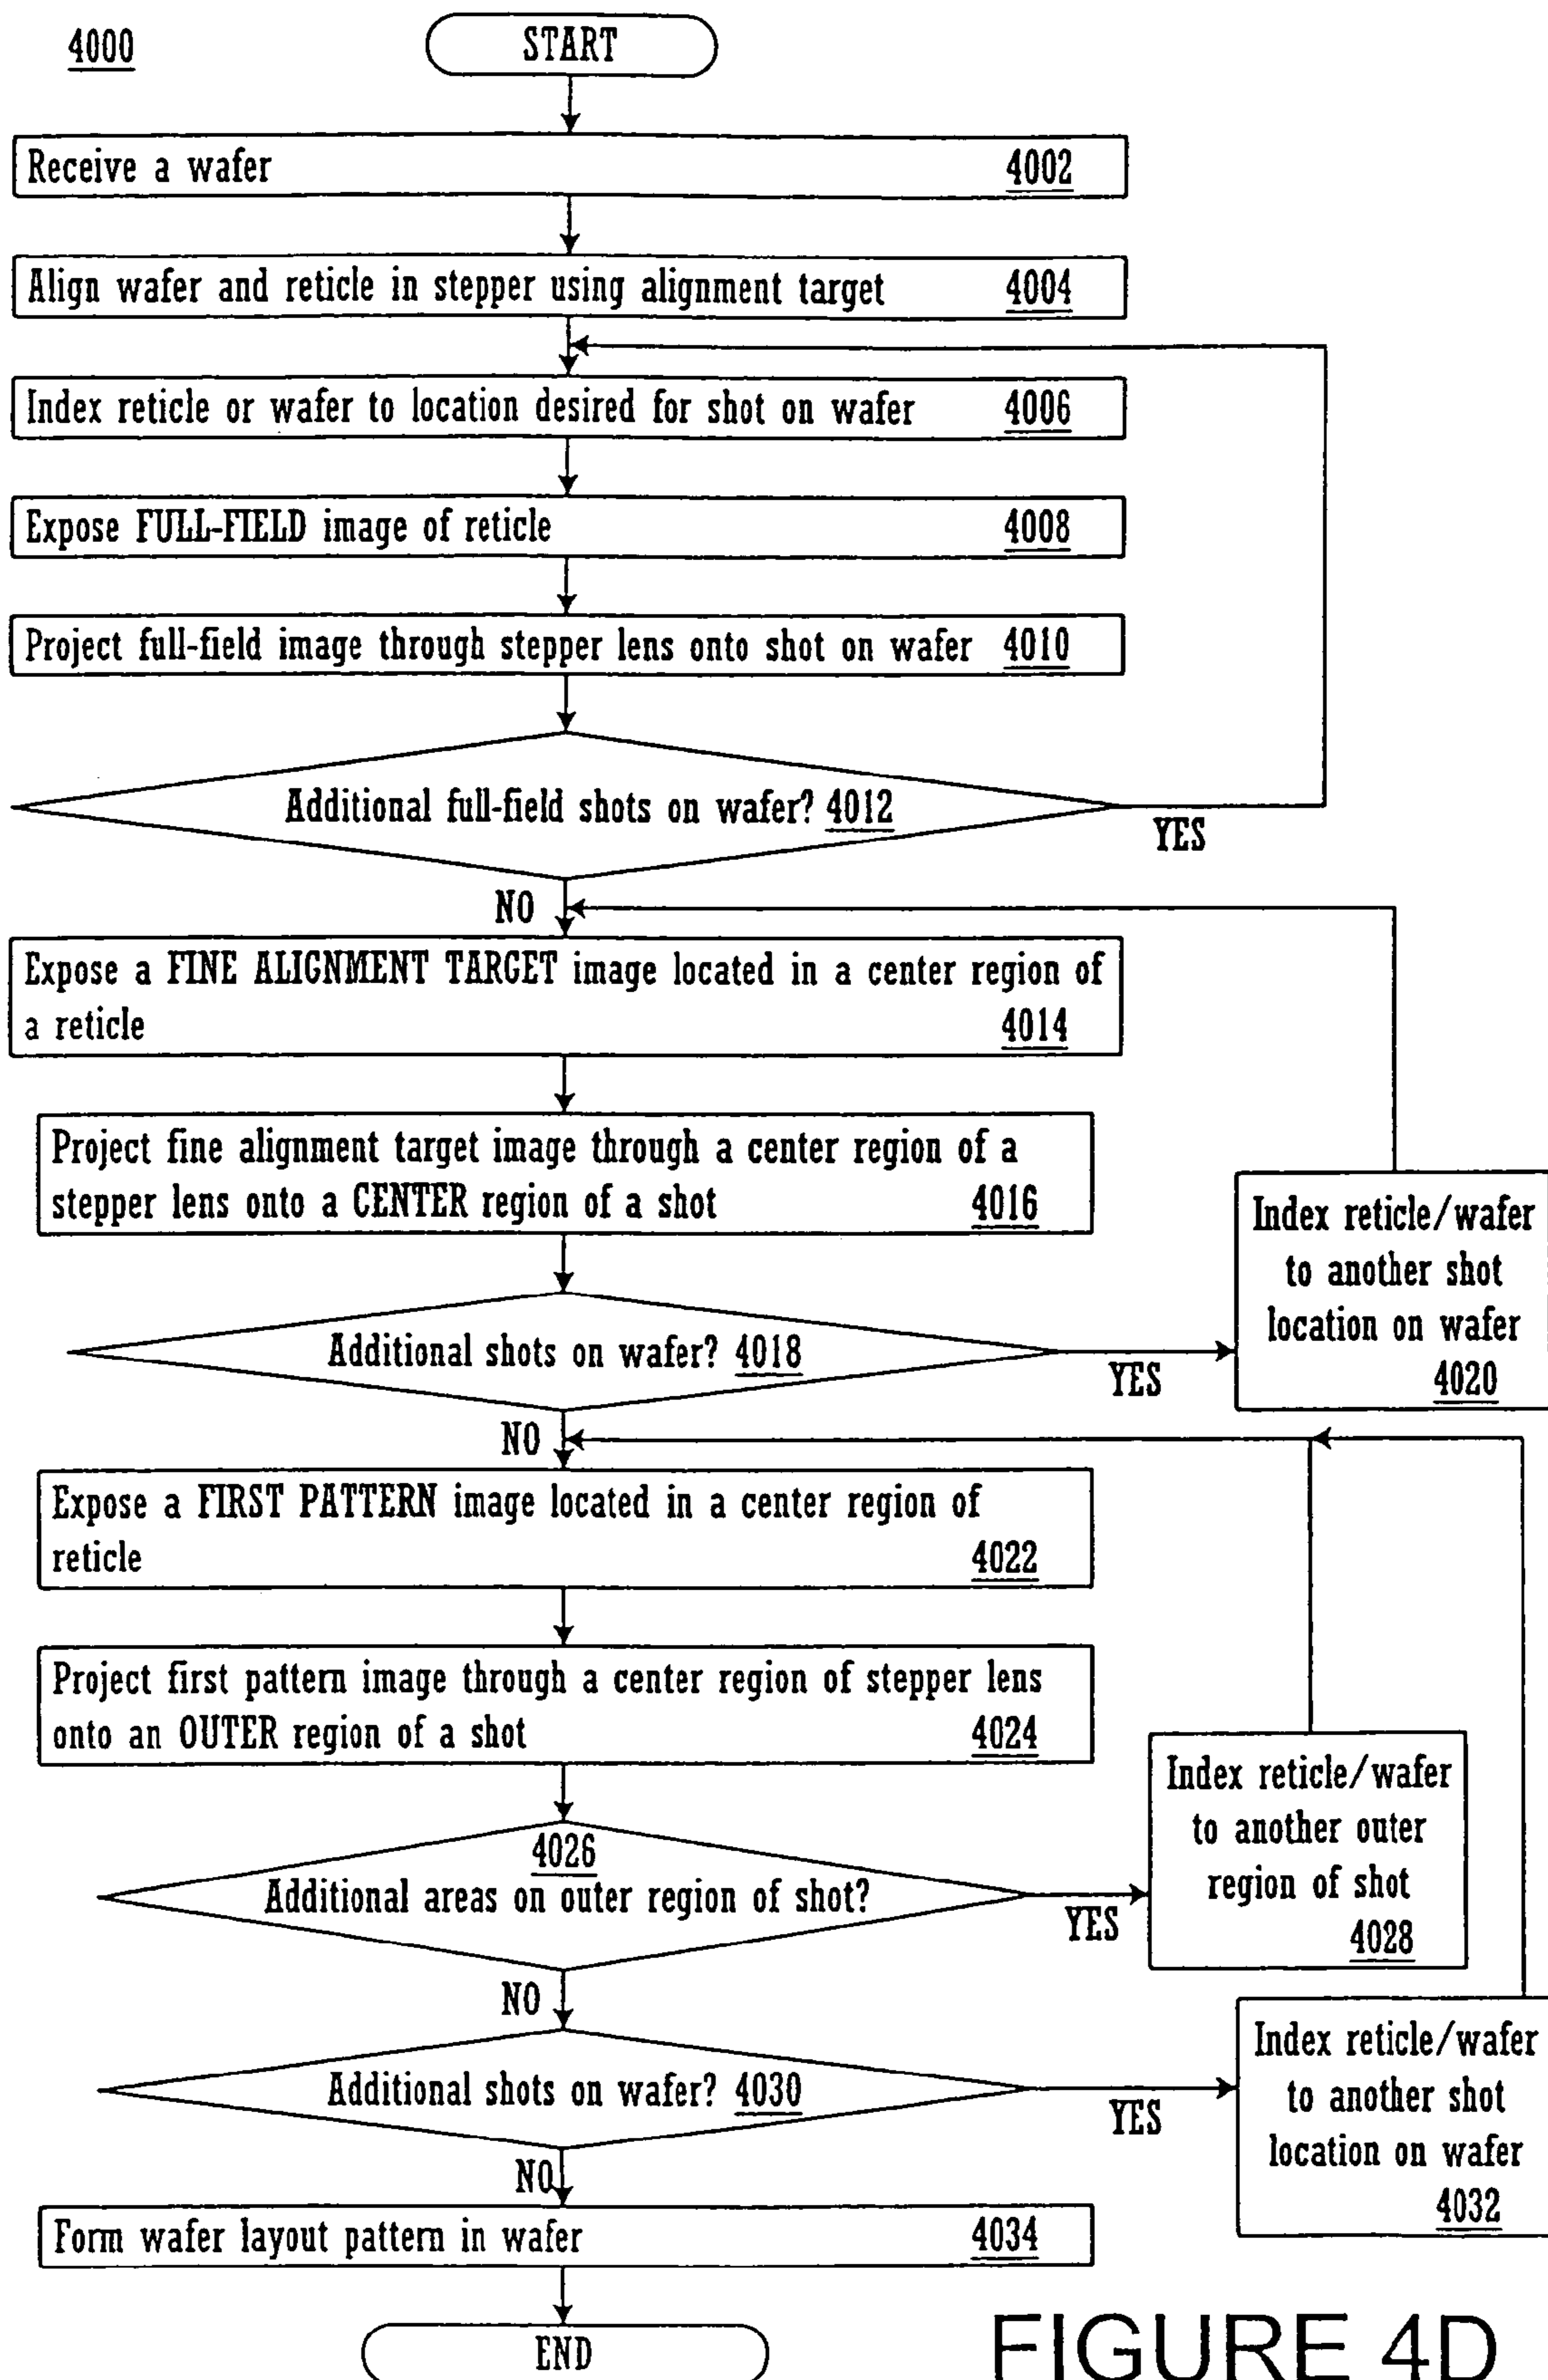 4000
START
Receive a wafer 4002
Align wafer and reticle in stepper using alignment target 4004
Index reticle or wafer to location desired for shot on wafer 4006
Expose FULL-FIELD image of reticle 4008
Project full-field image through stepper lens onto shot on wafer 4010
Additional full-field shots on wafer? 4012
YES
NO
Expose a FINE ALIGNMENT TARGET image located in a center region of
a reticle 4014
Project fine alignment target image through a center region of a
stepper lens onto a CENTER region of a shot 4016
Additional shots on wafer? 4018
YES
Index reticle/wafer
to another shot
location on wafer
4020
NO
Expose a FIRST PATTERN image located in a center region of
reticle 4022
Project first pattern image through a center region of stepper lens
onto an OUTER region of a shot 4024
4026
Additional areas on outer region of shot?
YES
Index reticle/wafer
to another outer
region of shot
4028
NO
Additional shots on wafer? 4030
YES
Index reticle/wafer
to another shot
location on wafer
4032
NO
Form wafer layout pattern in wafer 4034
END
FIGURE 4D